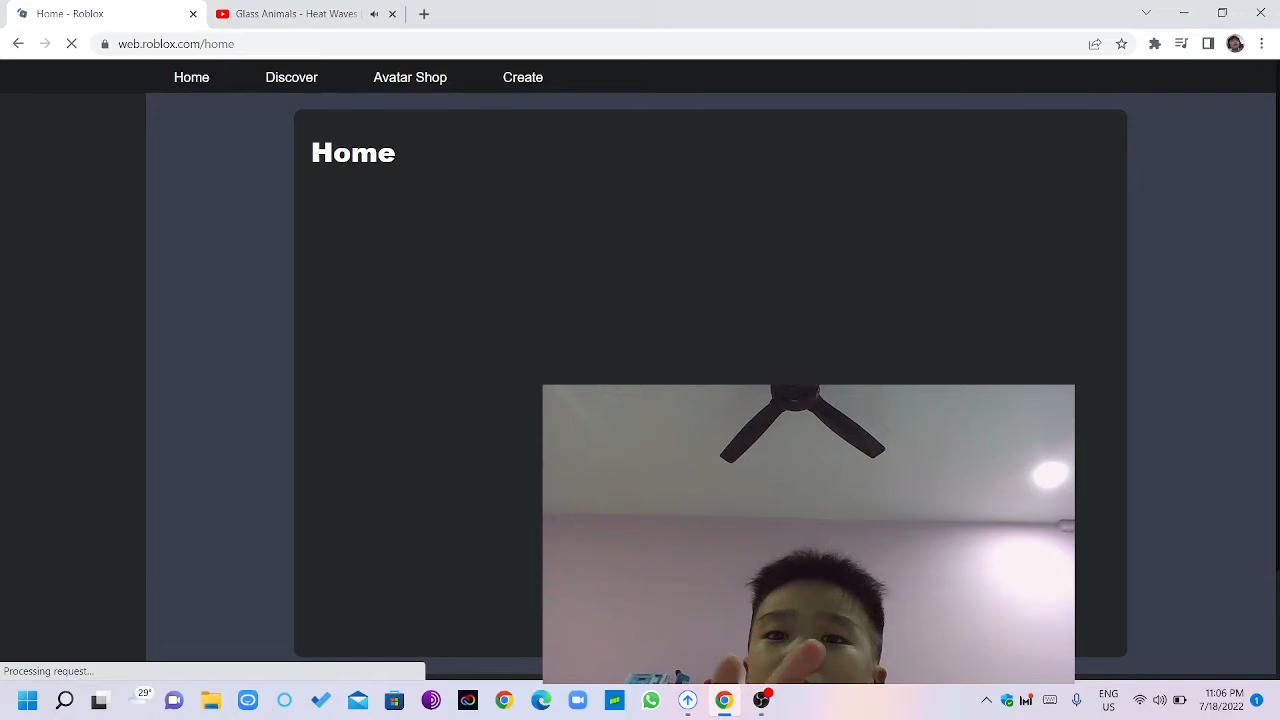 Home - Roblox
Glass Animals - Heat Waves
web.roblox.com/home
Home Discover Avatar Shop Create
Home
Processing request...
29°
ENG
US
11:06 PM
7/18/2022
1